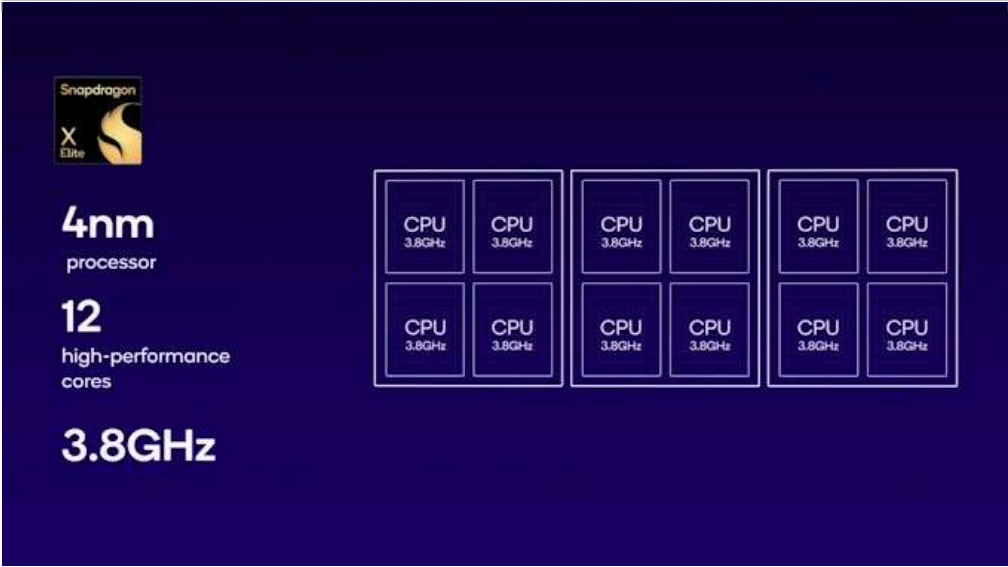 Snapdragon
X
Elite
4nm
processor
12
high-performance
cores
3.8GHz
CPU CPU CPU CPU CPU CPU
3.8GHz 3.8GHz 3.8GHz 3.8GHz 3.8GHz 3.8GHz
CPU CPU CPU CPU CPU CPU
3.8GHz 3.8GHz 3.8GHz 3.8GHz 3.8GHz 3.8GHz